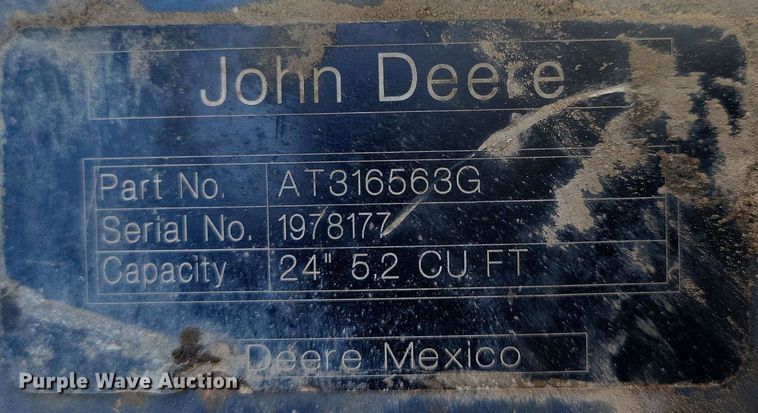 John Deere
Part No. AT316563G
Serial No. 1978177
Capacity 24" 5.2 CU FT
Deere Mexico
Purple Wave Auction